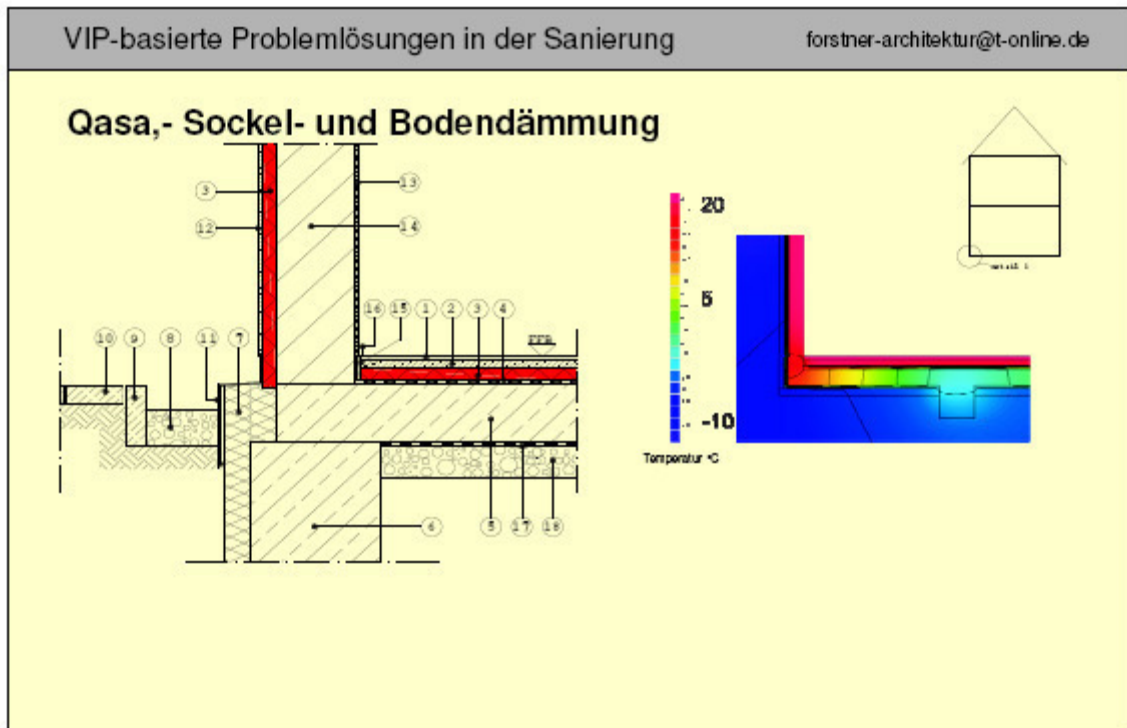 VIP-basierte Problemlösungen in der Sanierung
forstner-architektur@t-online.de
Qasa,- Sockel- und Bodendämmung
3
13
12
14
16 15 1 2 3 4
10 9 8 11 7
6
5 17 18
20
5
-10
Temperatur °C